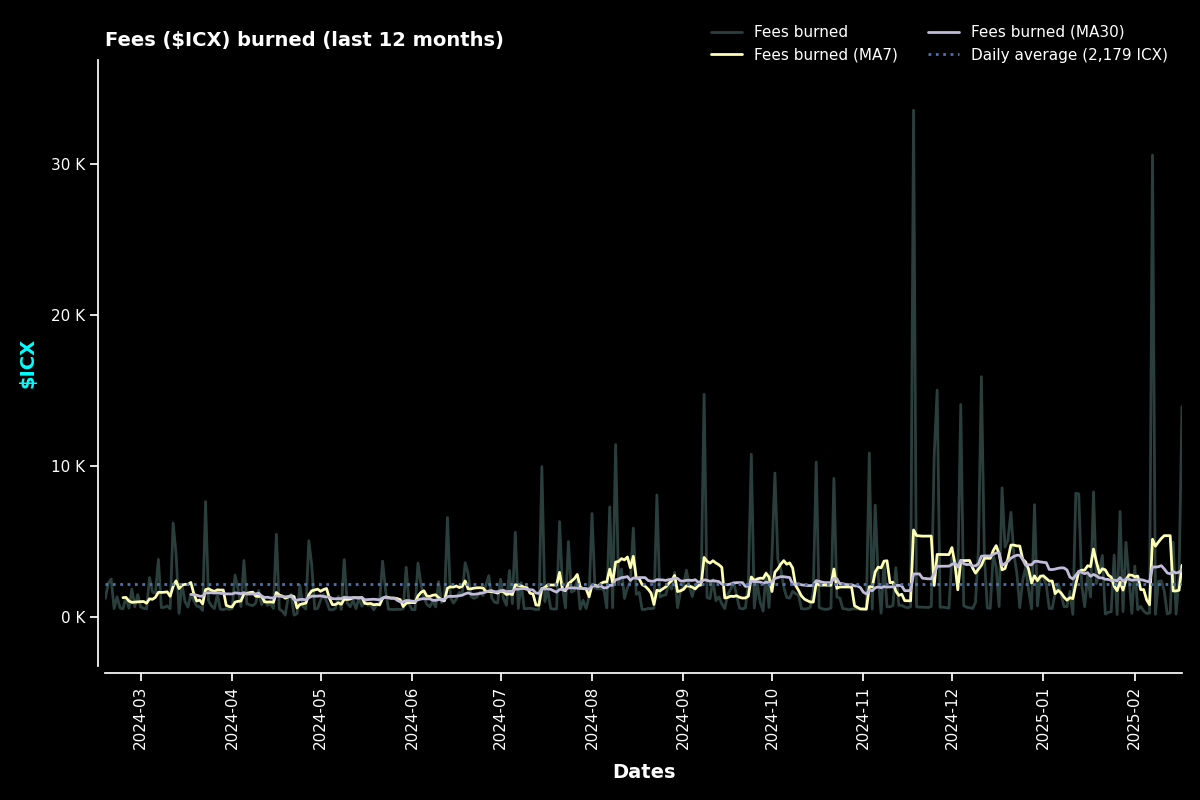 Fees ($ICX) burned (last 12 months)
Fees burned
Fees burned (MA7)
Fees burned (MA30)
Daily average (2,179 ICX)
$ICX
30 K
20 K
10 K
0 K
2024-03
2024-04
2024-05
2024-06
2024-07
2024-08
2024-09
2024-10
2024-11
2024-12
2025-01
2025-02
Dates